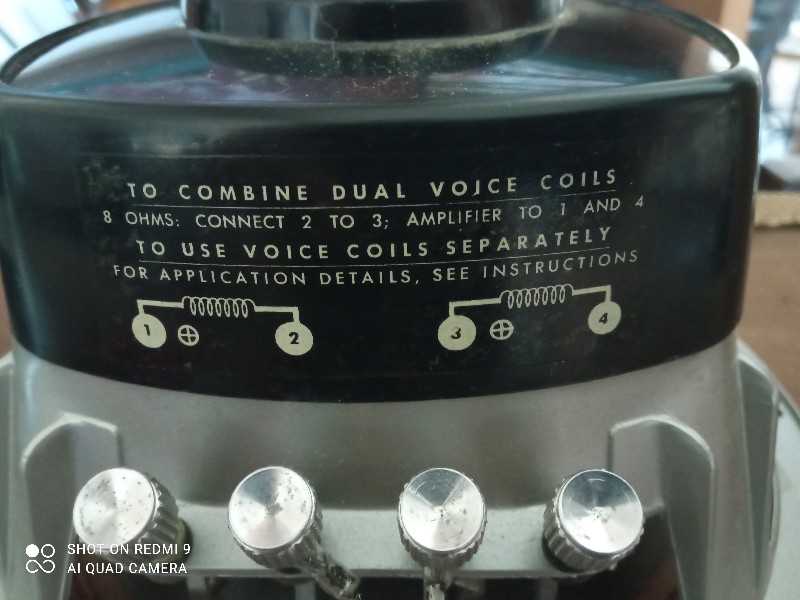 TO COMBINE DUAL VOICE COILS
8 OHMS: CONNECT 2 TO 3; AMPLIFIER TO 1 AND 4
TO USE VOICE COILS SEPARATELY
FOR APPLICATION DETAILS, SEE INSTRUCTIONS
1 2 3 4
SHOT ON REDMI 9
AI QUAD CAMERA